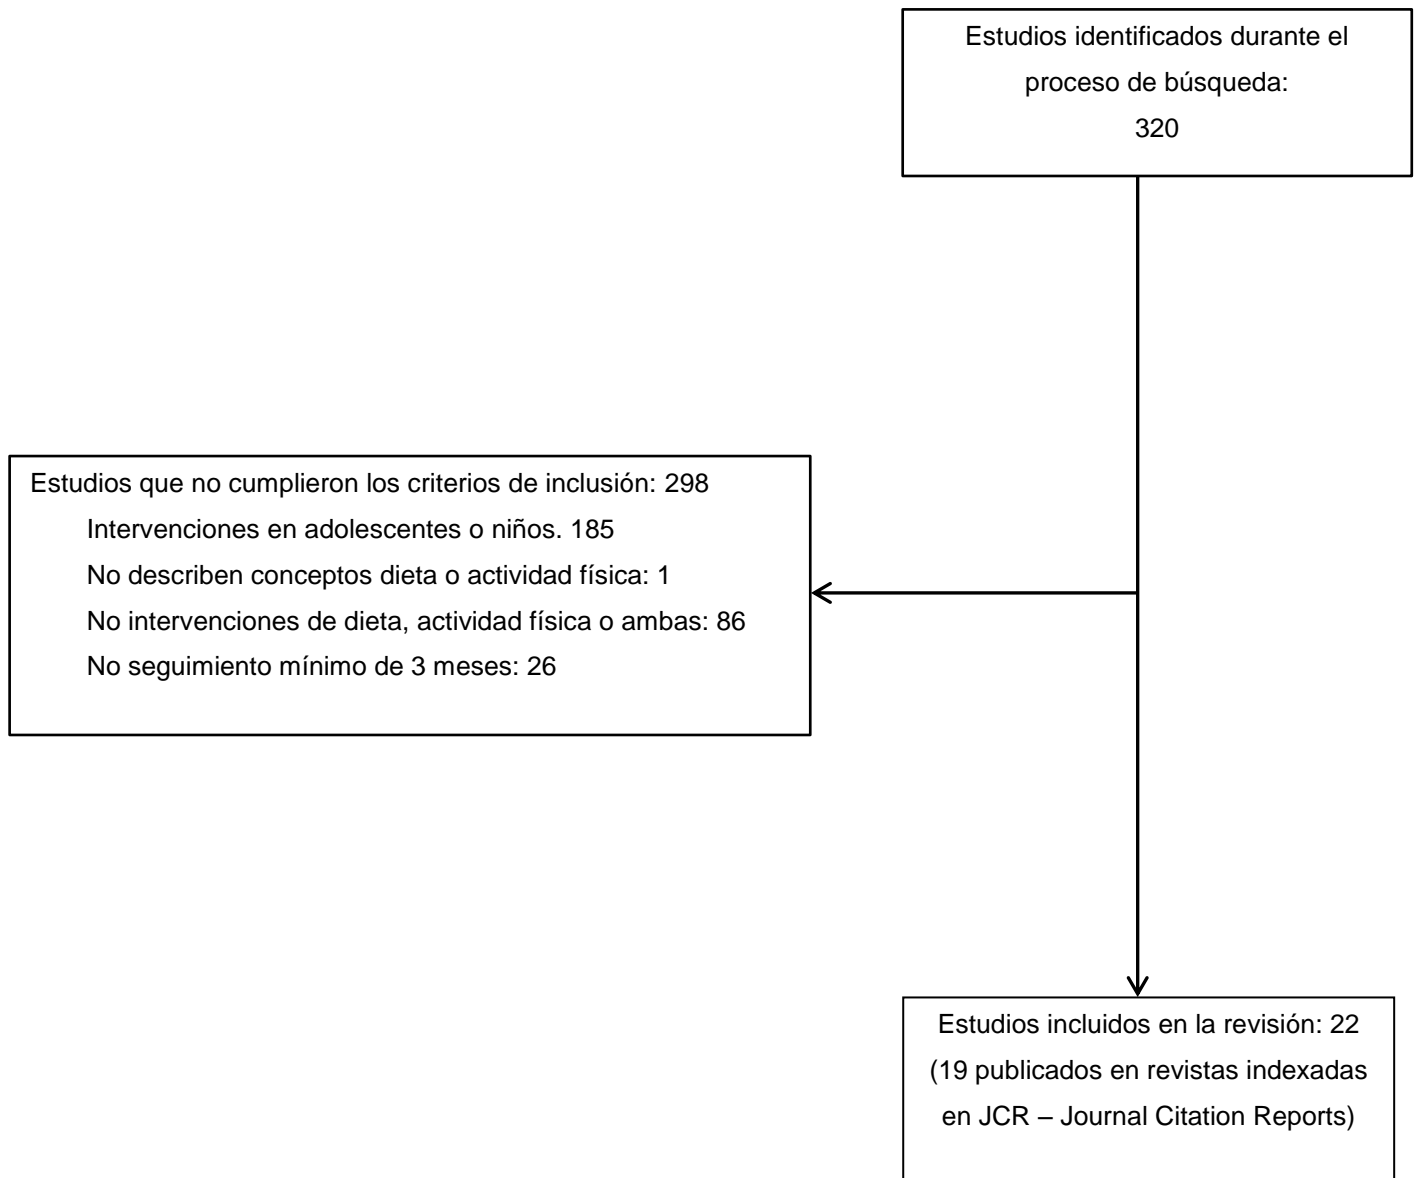 Estudios identificados durante el
proceso de búsqueda:
320
Estudios que no cumplieron los criterios de inclusión: 298
Intervenciones en adolescentes o niños. 185
No describen conceptos dieta o actividad física: 1
No intervenciones de dieta, actividad física o ambas: 86
No seguimiento mínimo de 3 meses: 26
Estudios incluidos en la revisión: 22
(19 publicados en revistas indexadas
en JCR – Journal Citation Reports)